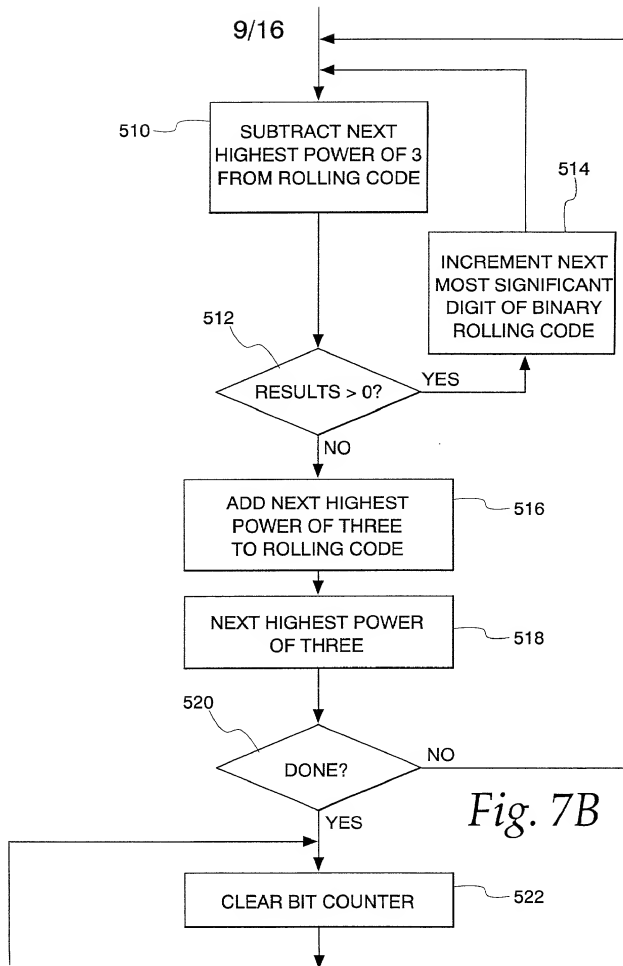 9/16
510
SUBTRACT NEXT
HIGHEST POWER OF 3
FROM ROLLING CODE
514
INCREMENT NEXT
MOST SIGNIFICANT
DIGIT OF BINARY
ROLLING CODE
512
RESULTS > 0?
YES
NO
ADD NEXT HIGHEST
POWER OF THREE
TO ROLLING CODE
516
NEXT HIGHEST POWER
OF THREE
518
520
DONE?
NO
YES
Fig. 7B
CLEAR BIT COUNTER
522